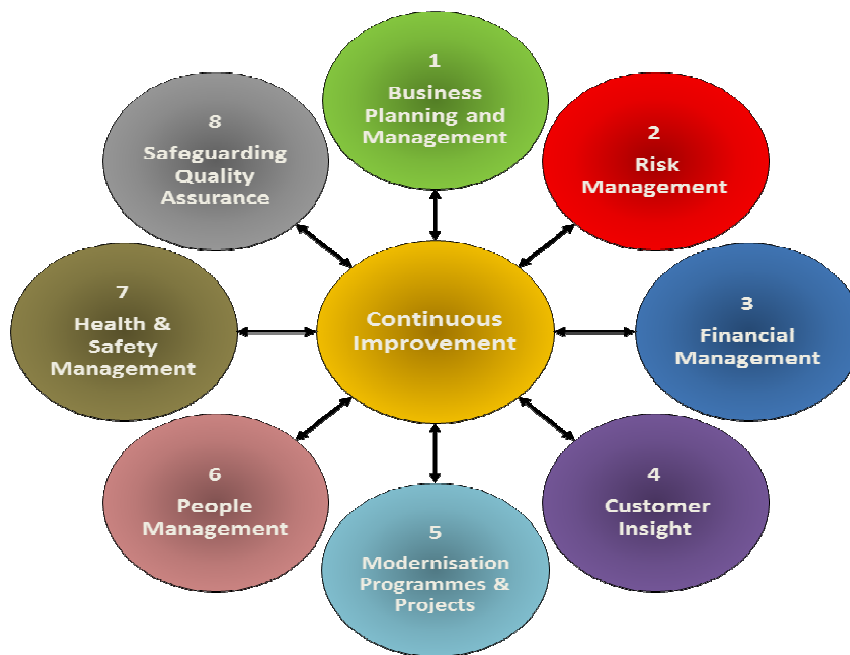 1
Business
Planning and
Management
2
Risk
Management
3
Financial
Management
4
Customer
Insight
5
Modernisation
Programmes &
Projects
6
People
Management
7
Health &
Safety
Management
8
Safeguarding
Quality
Assurance
Continuous
Improvement